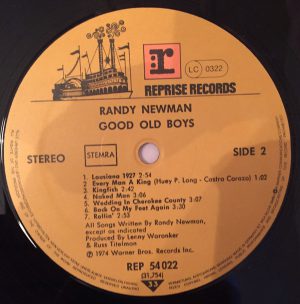 LC 0322
r
REPRISE RECORDS
RANDY NEWMAN
GOOD OLD BOYS
STEREO
STEMRA
SIDE 2
1. Lousiana 1927 2:54
2. Every Man A King (Huey P. Long - Castro Carazo) 1:02
3. Kingfish 2:42
4. Naked Man 3:06
5. Wedding In Cherokee County 3:07
6. Back On My Feet Again 3:30
7. Rollin' 2:53
All Songs Written By Randy Newman,
except as indicated
Produced by Lenny Waronker
& Russ Titelman
℗ 1974 Warner Bros. Records Inc.
REP 54 022
(31,754)
33